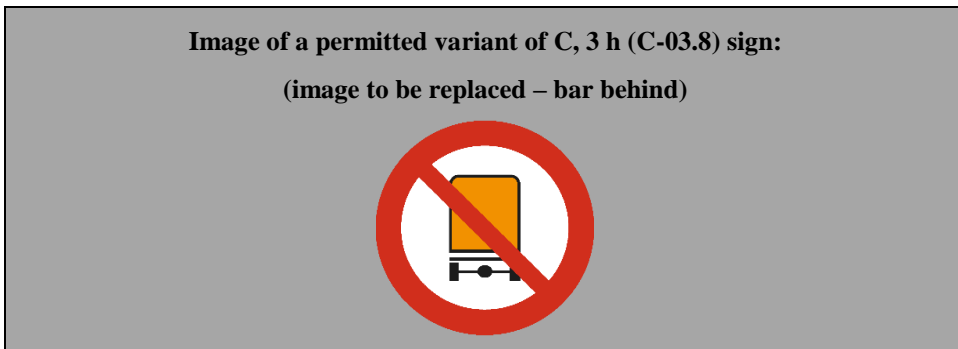 Image of a permitted variant of C, 3 h (C-03.8) sign:
(image to be replaced – bar behind)